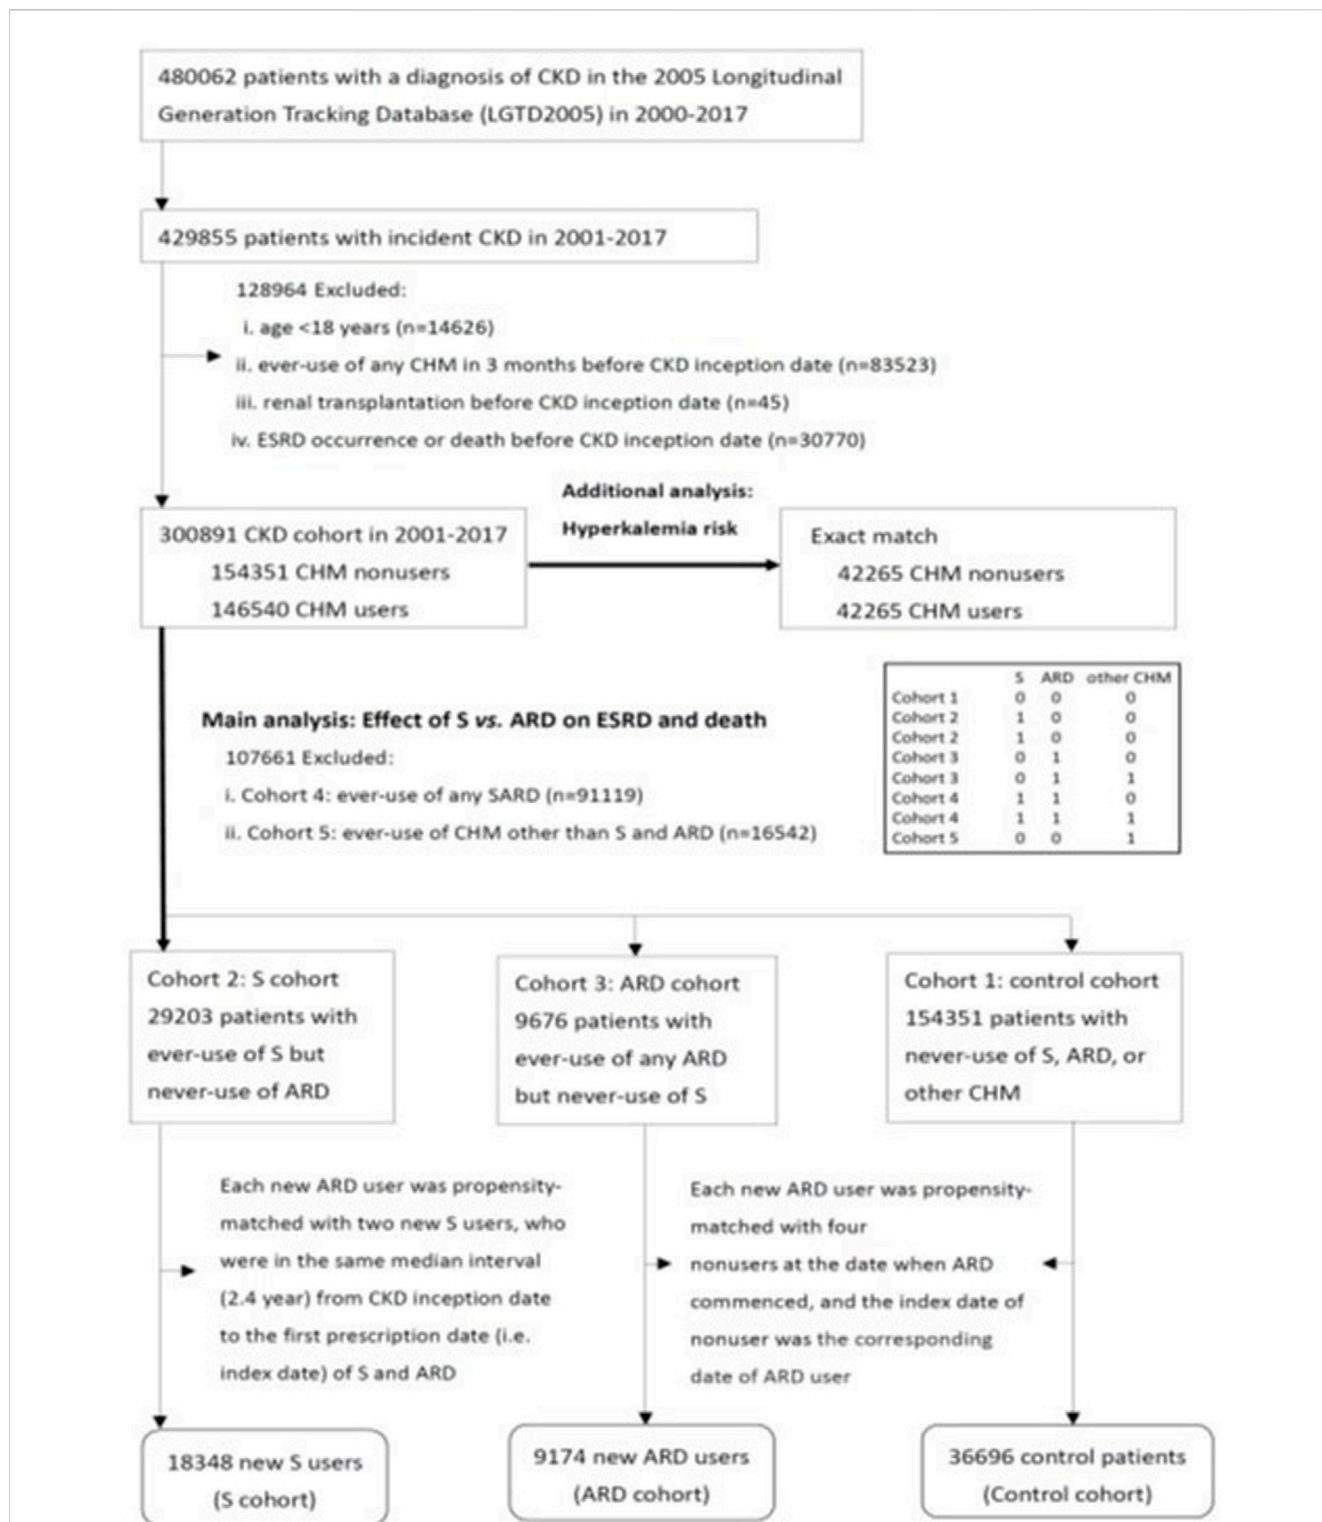 480062 patients with a diagnosis of CKD in the 2005 Longitudinal
Generation Tracking Database (LGTD2005) in 2000-2017
429855 patients with incident CKD in 2001-2017
128964 Excluded:
i. age <18 years (n=14626)
ii. ever-use of any CHM in 3 months before CKD inception date (n=83523)
iii. renal transplantation before CKD inception date (n=45)
iv. ESRD occurrence or death before CKD inception date (n=30770)
Additional analysis:
Hyperkalemia risk
300891 CKD cohort in 2001-2017
154351 CHM nonusers
146540 CHM users
Exact match
42265 CHM nonusers
42265 CHM users
S ARD other CHM
Cohort 1 0 0 0
Cohort 2 1 0 0
Cohort 2 1 0 0
Cohort 3 0 1 0
Cohort 3 0 1 1
Cohort 4 1 1 0
Cohort 4 1 1 1
Cohort 5 0 0 1
Main analysis: Effect of S vs. ARD on ESRD and death
107661 Excluded:
i. Cohort 4: ever-use of any SARD (n=91119)
ii. Cohort 5: ever-use of CHM other than S and ARD (n=16542)
Cohort 2: S cohort
29203 patients with
ever-use of S but
never-use of ARD
Cohort 3: ARD cohort
9676 patients with
ever-use of any ARD
but never-use of S
Cohort 1: control cohort
154351 patients with
never-use of S, ARD, or
other CHM
Each new ARD user was propensity-
matched with two new S users, who
were in the same median interval
(2.4 year) from CKD inception date
to the first prescription date (i.e.
index date) of S and ARD
Each new ARD user was propensity-
matched with four
nonusers at the date when ARD
commenced, and the index date of
nonuser was the corresponding
date of ARD user
18348 new S users
(S cohort)
9174 new ARD users
(ARD cohort)
36696 control patients
(Control cohort)